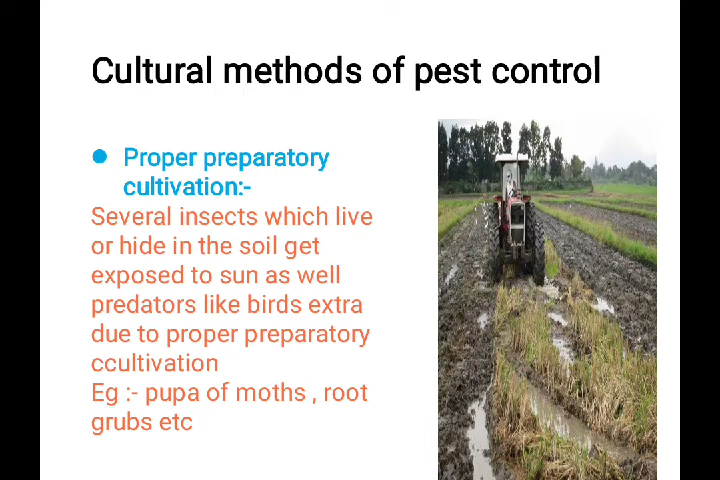 Cultural methods of pest control
● Proper preparatory
cultivation:-
Several insects which live
or hide in the soil get
exposed to sun as well
predators like birds extra
due to proper preparatory
ccultivation
Eg :- pupa of moths , root
grubs etc